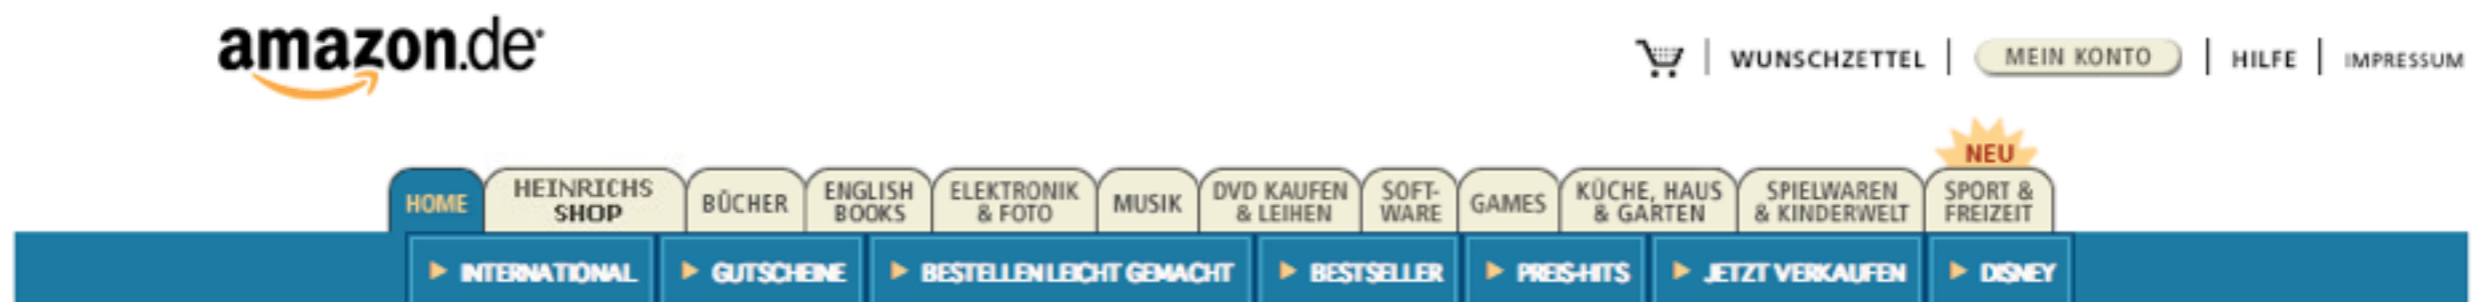 amazon.de
WUNSCHZETTEL | MEIN KONTO | HILFE | IMPRESSUM
NEU
HOME
HEINRICHS
SHOP
BÜCHER
ENGLISH
BOOKS
ELEKTRONIK
& FOTO
MUSIK
DVD KAUFEN
& LEIHEN
SOFT-
WARE
GAMES
KÜCHE, HAUS
& GARTEN
SPIELWAREN
& KINDERWELT
SPORT &
FREIZEIT
INTERNATIONAL
GUTSCHEINE
BESTELLEN LEICHT GEMACHT
BESTSELLER
PREIS-HITS
JETZT VERKAUFEN
DISNEY